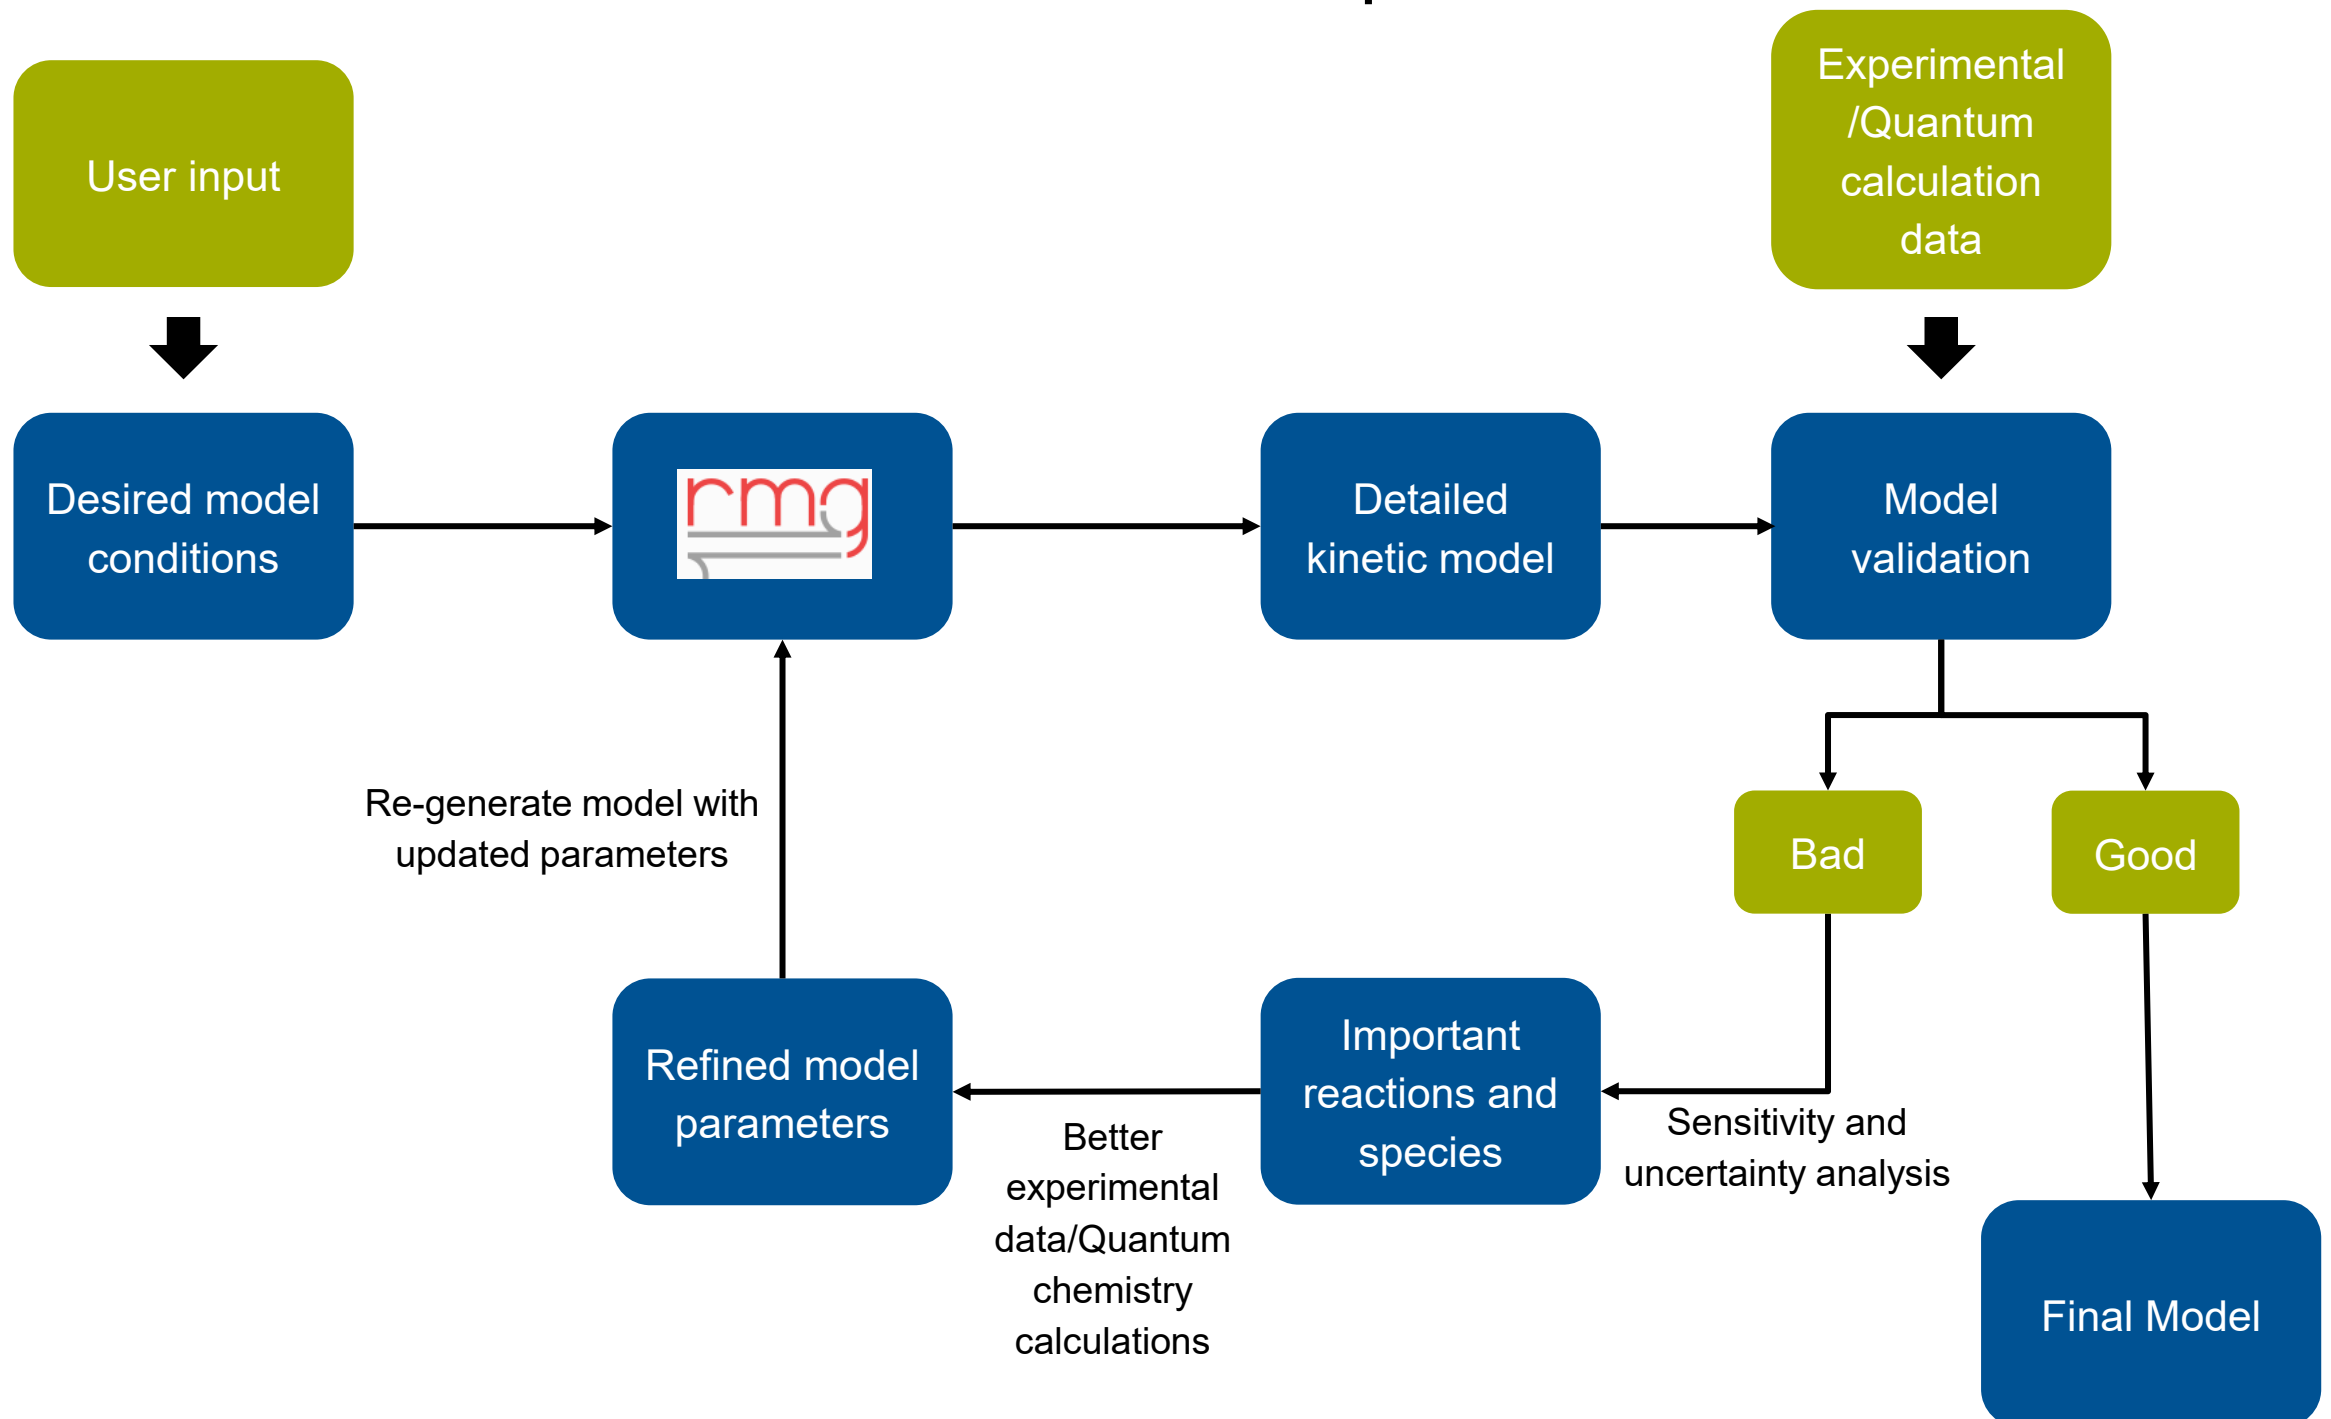 User input
Experimental
/Quantum
calculation
data
Desired model
conditions
rmg
Detailed
kinetic model
Model
validation
Re-generate model with
updated parameters
Bad
Good
Refined model
parameters
Important
reactions and
species
Better
experimental
data/Quantum
chemistry
calculations
Sensitivity and
uncertainty analysis
Final Model